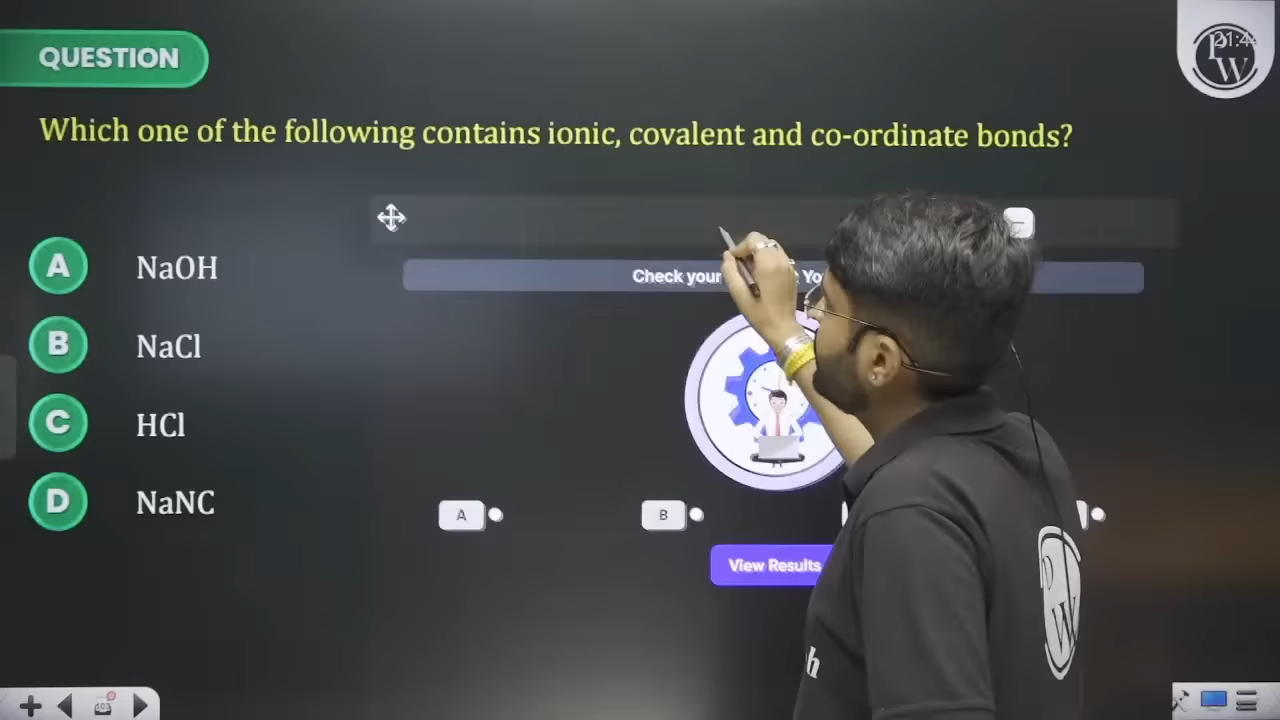 QUESTION
Which one of the following contains ionic, covalent and co-ordinate bonds?
A NaOH
B NaCl
C HCl
D NaNC
Check your
A B
View Results
P
W
103